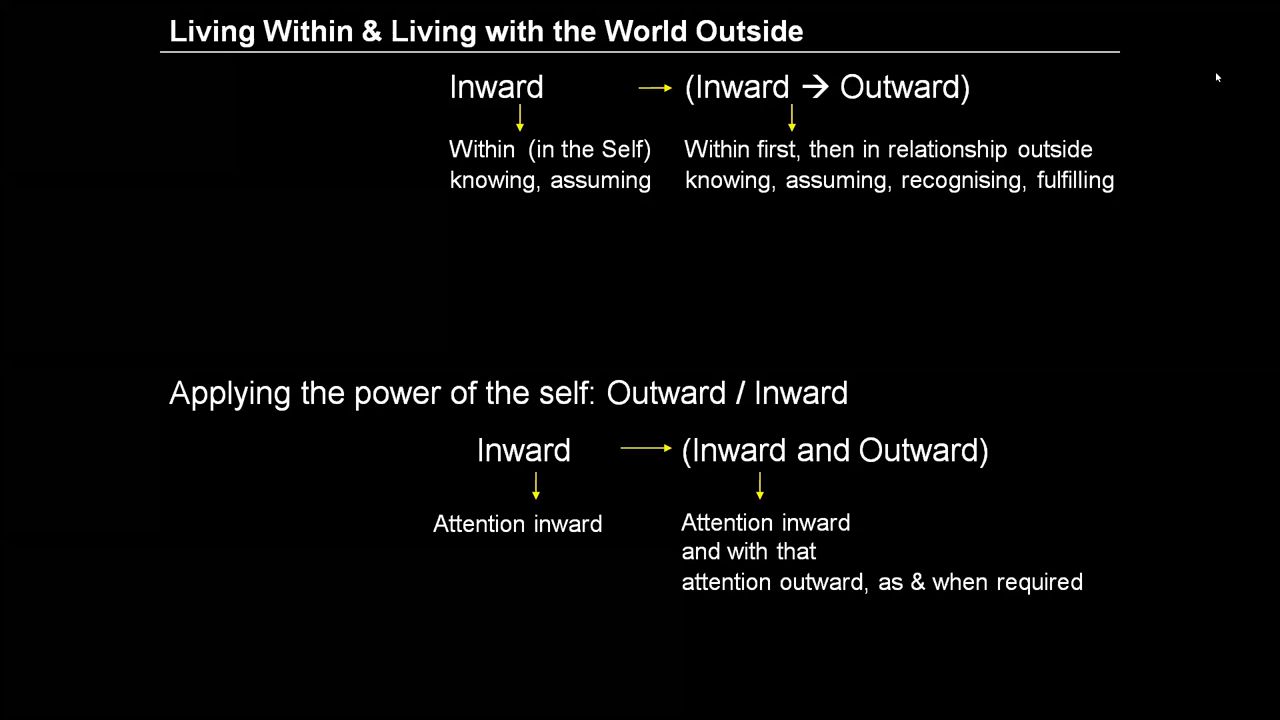 Living Within & Living with the World Outside
Inward → (Inward → Outward)
Within (in the Self) Within first, then in relationship outside
knowing, assuming knowing, assuming, recognising, fulfilling
Applying the power of the self: Outward / Inward
Inward → (Inward and Outward)
Attention inward Attention inward
and with that
attention outward, as & when required